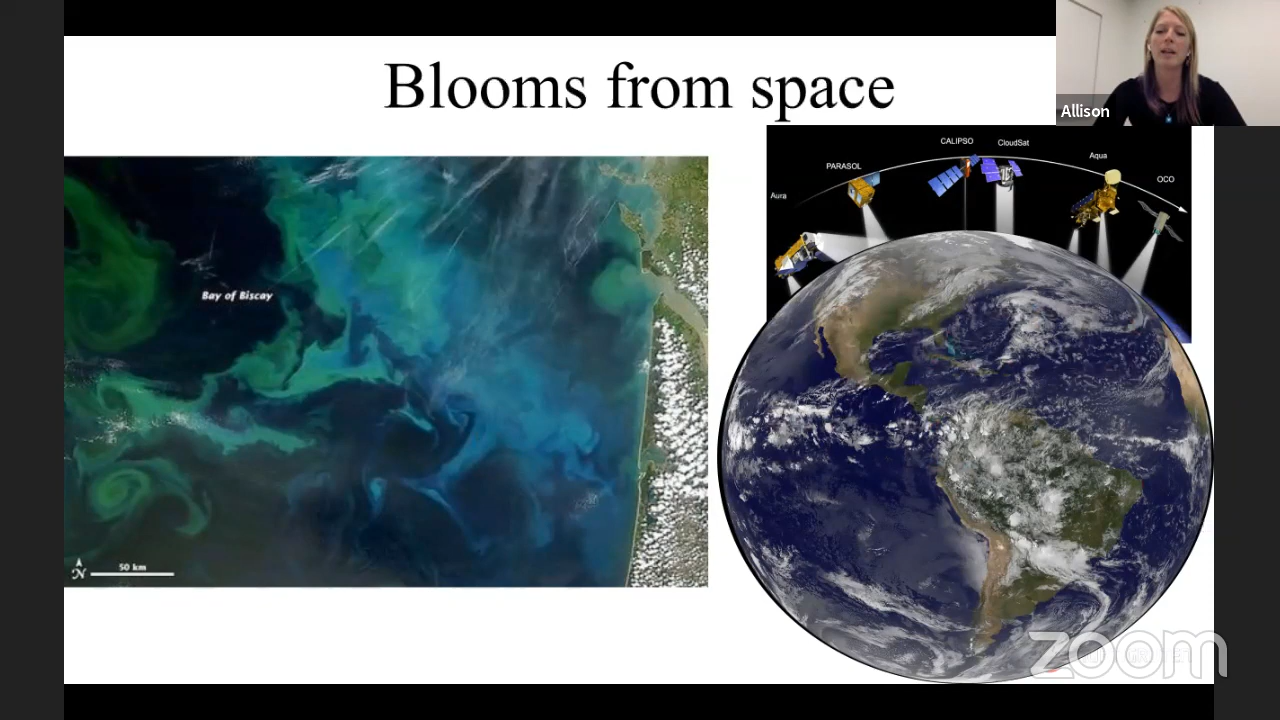 Blooms from space
Allison
Bay of Biscay
N
50 km
Aura
PARASOL
CALIPSO
CloudSat
Aqua
OCO
zoom